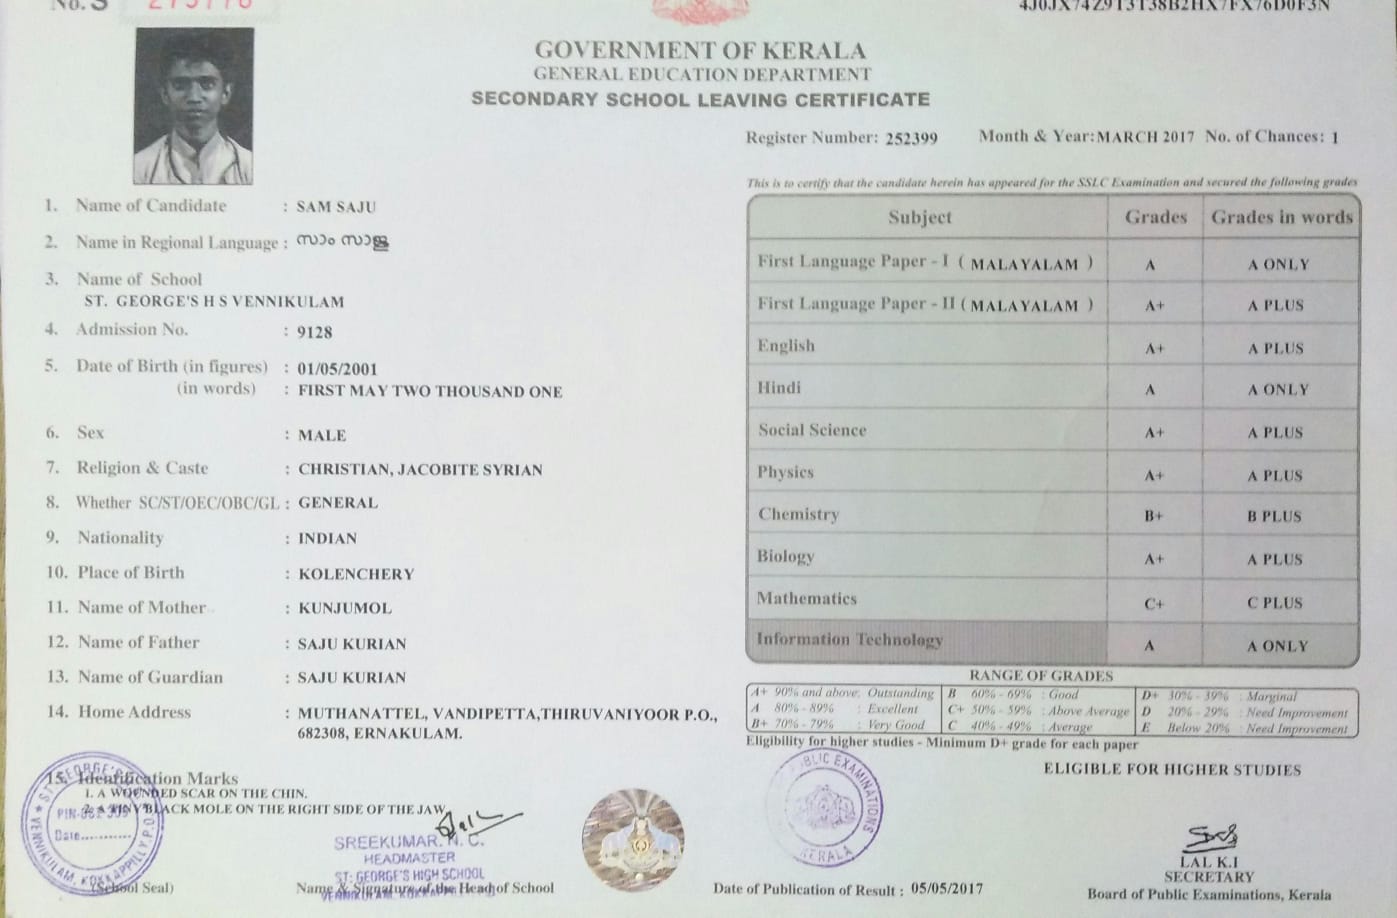 No. S 275776
4J0JX74Z9T3T38B2HX7FX76D0F3N
GOVERNMENT OF KERALA
GENERAL EDUCATION DEPARTMENT
SECONDARY SCHOOL LEAVING CERTIFICATE
Register Number: 252399 Month & Year:MARCH 2017 No. of Chances: 1
This is to certify that the candidate herein has appeared for the SSLC Examination and secured the following grades
1. Name of Candidate : SAM SAJU
2. Name in Regional Language : സാം സാജു
3. Name of School
ST. GEORGE'S H S VENNIKULAM
4. Admission No. : 9128
5. Date of Birth (in figures) : 01/05/2001
(in words) : FIRST MAY TWO THOUSAND ONE
6. Sex : MALE
7. Religion & Caste : CHRISTIAN, JACOBITE SYRIAN
8. Whether SC/ST/OEC/OBC/GL : GENERAL
9. Nationality : INDIAN
10. Place of Birth : KOLENCHERY
11. Name of Mother : KUNJUMOL
12. Name of Father : SAJU KURIAN
13. Name of Guardian : SAJU KURIAN
14. Home Address : MUTHANATTEL, VANDIPETTA,THIRUVANIYOOR P.O.,
682308, ERNAKULAM.
15. Identification Marks
1. A WOUNDED SCAR ON THE CHIN.
2. A TINY BLACK MOLE ON THE RIGHT SIDE OF THE JAW
Subject Grades Grades in words
First Language Paper - I ( MALAYALAM ) A A ONLY
First Language Paper - II ( MALAYALAM ) A+ A PLUS
English A+ A PLUS
Hindi A A ONLY
Social Science A+ A PLUS
Physics A+ A PLUS
Chemistry B+ B PLUS
Biology A+ A PLUS
Mathematics C+ C PLUS
Information Technology A A ONLY
RANGE OF GRADES
A+ 90% and above: Outstanding B 60% - 69% : Good D+ 30% - 39% : Marginal
A 80% - 89% : Excellent C+ 50% - 59% : Above Average D 20% - 29% : Need Improvement
B+ 70% - 79% : Very Good C 40% - 49% : Average E Below 20% : Need Improvement
Eligibility for higher studies - Minimum D+ grade for each paper
ELIGIBLE FOR HIGHER STUDIES
ST. GEORGE'S
VENNIKULAM, KOKKAPPILLY P.O.
Date...........
(School Seal)
SREEKUMAR. N. C.
HEADMASTER
ST: GEORGE'S HIGH SCHOOL
Name & Signature of the Head of School
PUBLIC EXAMINATIONS
KERALA
Date of Publication of Result : 05/05/2017
LAL K.I
SECRETARY
Board of Public Examinations, Kerala